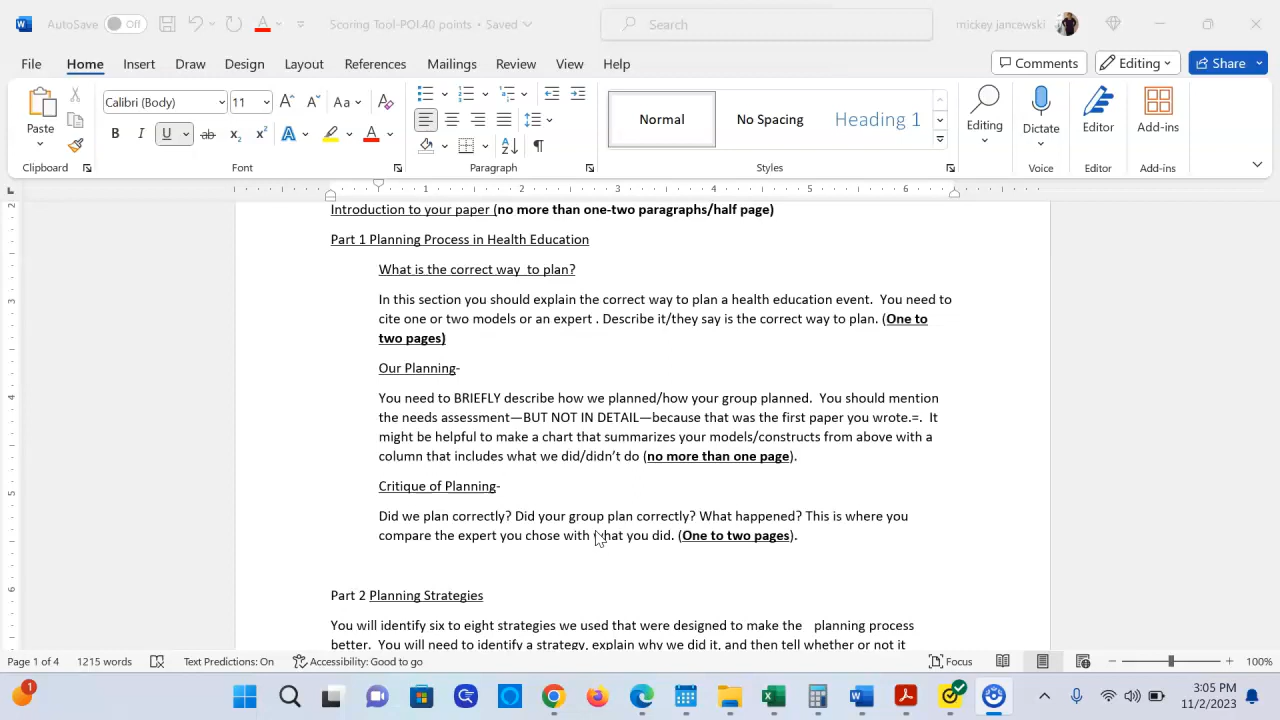 AutoSave Off Scoring Tool-POI.40 points • Saved Search mickey jancewski
File Home Insert Draw Design Layout References Mailings Review View Help Comments Editing Share
Paste Calibri (Body) 11 Aa Normal No Spacing Heading 1 Editing Dictate Editor Add-ins
Clipboard Font Paragraph Styles Voice Editor Add-ins
1 2 3 4 5 6
Introduction to your paper (no more than one-two paragraphs/half page)
Part 1 Planning Process in Health Education
What is the correct way to plan?
In this section you should explain the correct way to plan a health education event. You need to
cite one or two models or an expert . Describe it/they say is the correct way to plan. (One to
two pages)
Our Planning-
You need to BRIEFLY describe how we planned/how your group planned. You should mention
the needs assessment—BUT NOT IN DETAIL—because that was the first paper you wrote.=. It
might be helpful to make a chart that summarizes your models/constructs from above with a
column that includes what we did/didn't do (no more than one page).
Critique of Planning-
Did we plan correctly? Did your group plan correctly? What happened? This is where you
compare the expert you chose with what you did. (One to two pages).
Part 2 Planning Strategies
You will identify six to eight strategies we used that were designed to make the planning process
better. You will need to identify a strategy, explain why we did it, and then tell whether or not it
Page 1 of 4 1215 words Text Predictions: On Accessibility: Good to go Focus 100%
1 3:05 PM
11/2/2023